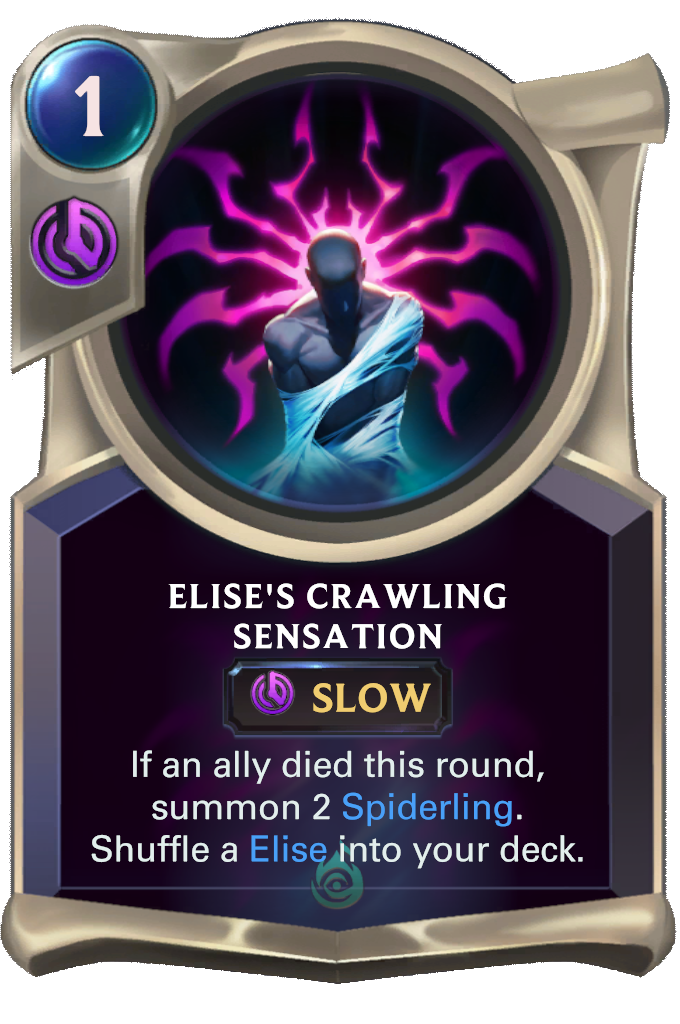 1
ELISE'S CRAWLING
SENSATION
SLOW
If an ally died this round,
summon 2 Spiderling.
Shuffle a Elise into your deck.